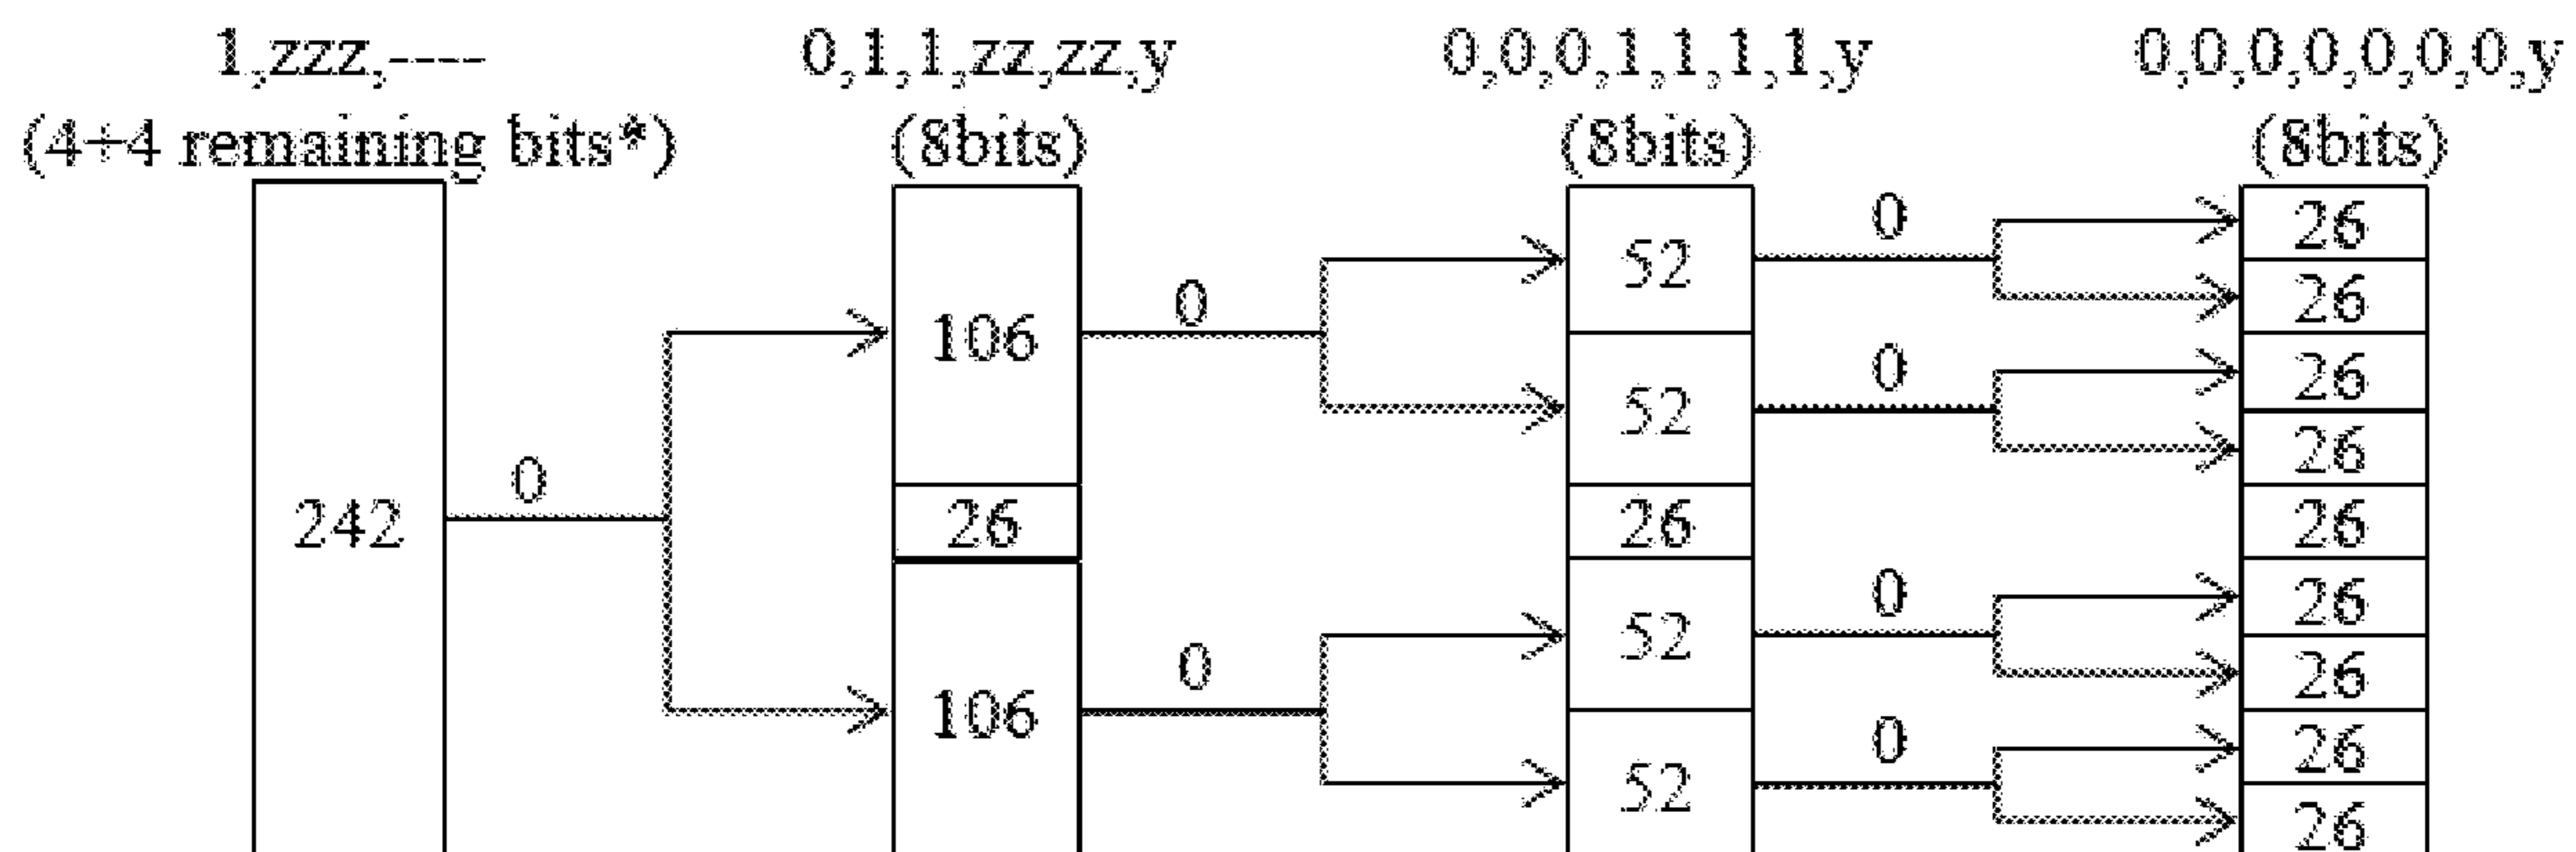 1,zzz,---- 0,1,1,zz,zz,y 0,0,0,1,1,1,1,y 0,0,0,0,0,0,0,y
(4+4 remaining bits*) (8bits) (8bits) (8bits)
0 26
26
0 52
106 0 26
52 26
0 26
242 26 26 26
0 26
52 26
0 0 26
106 52 26